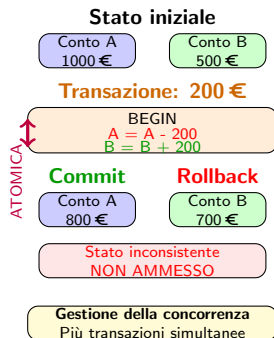 Stato iniziale
Conto A
1000 €
Conto B
500 €
Transazione: 200 €
ATOMICA
BEGIN
A = A - 200
B = B + 200
Commit
Rollback
Conto A
800 €
Conto B
700 €
Stato inconsistente
NON AMMESSO
Gestione della concorrenza
Più transazioni simultanee